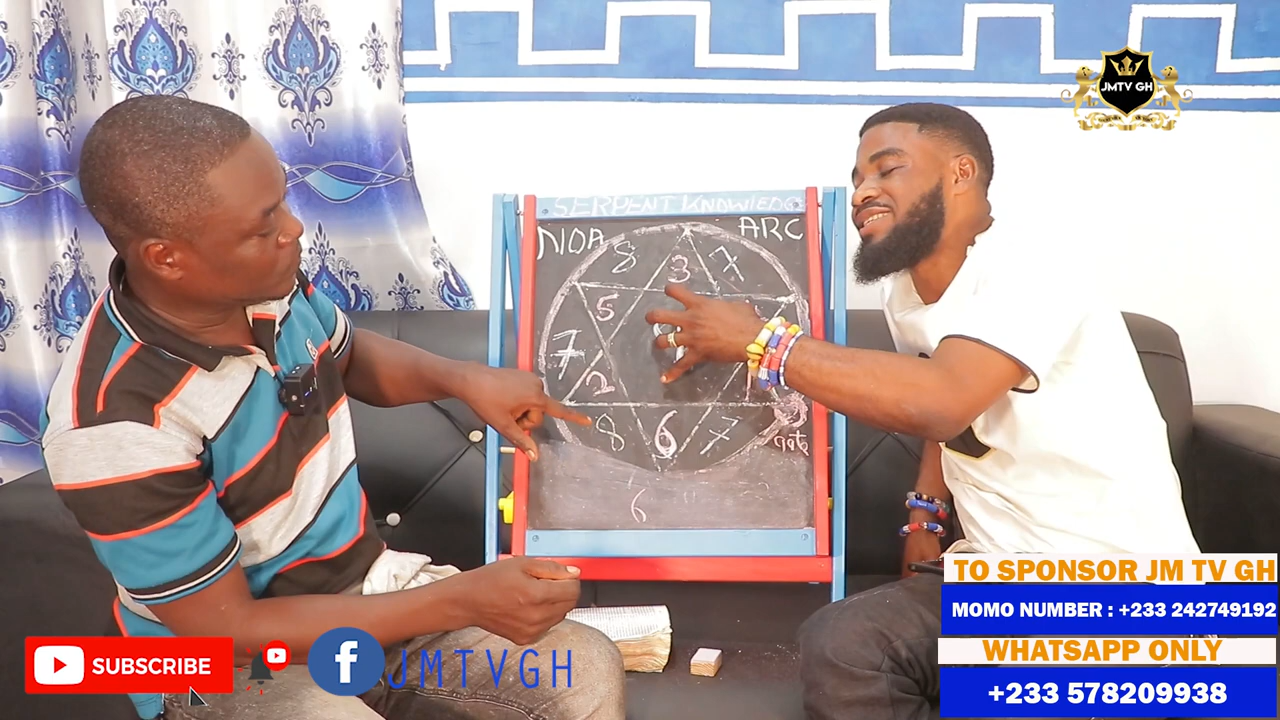 JMTV GH
SERPENT KNOWLEDGE
NOA
ARC
8
3
7
5
7
2
8
6
7
6
TO SPONSOR JM TV GH
MOMO NUMBER : +233 242749192
WHATSAPP ONLY
+233 578209938
SUBSCRIBE
f JMTVGH